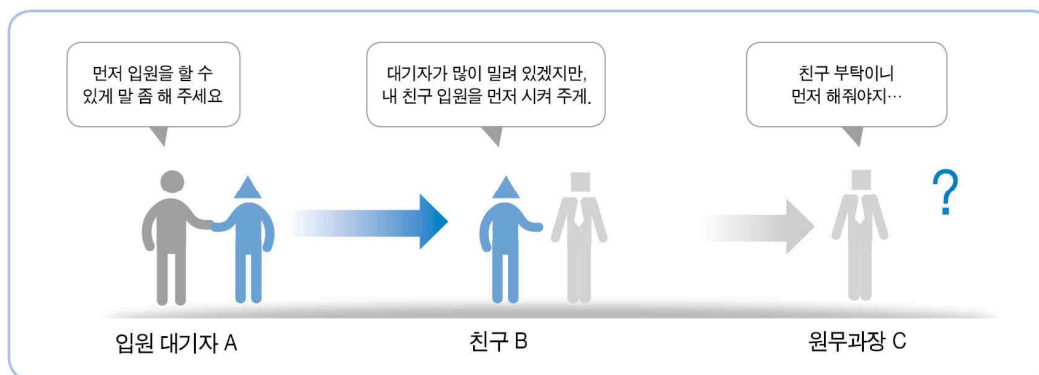 먼저 입원을 할 수
있게 말 좀 해 주세요
대기자가 많이 밀려 있겠지만,
내 친구 입원을 먼저 시켜 주게.
친구 부탁이니
먼저 해줘야지…
?
입원 대기자 A
친구 B
원무과장 C